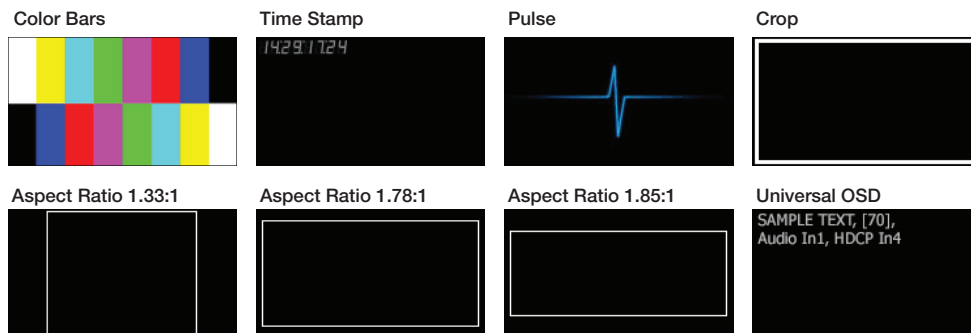 Color Bars
Time Stamp
Pulse
Crop
14:29:17:24
Aspect Ratio 1.33:1
Aspect Ratio 1.78:1
Aspect Ratio 1.85:1
Universal OSD
SAMPLE TEXT, [70],
Audio In1, HDCP In4